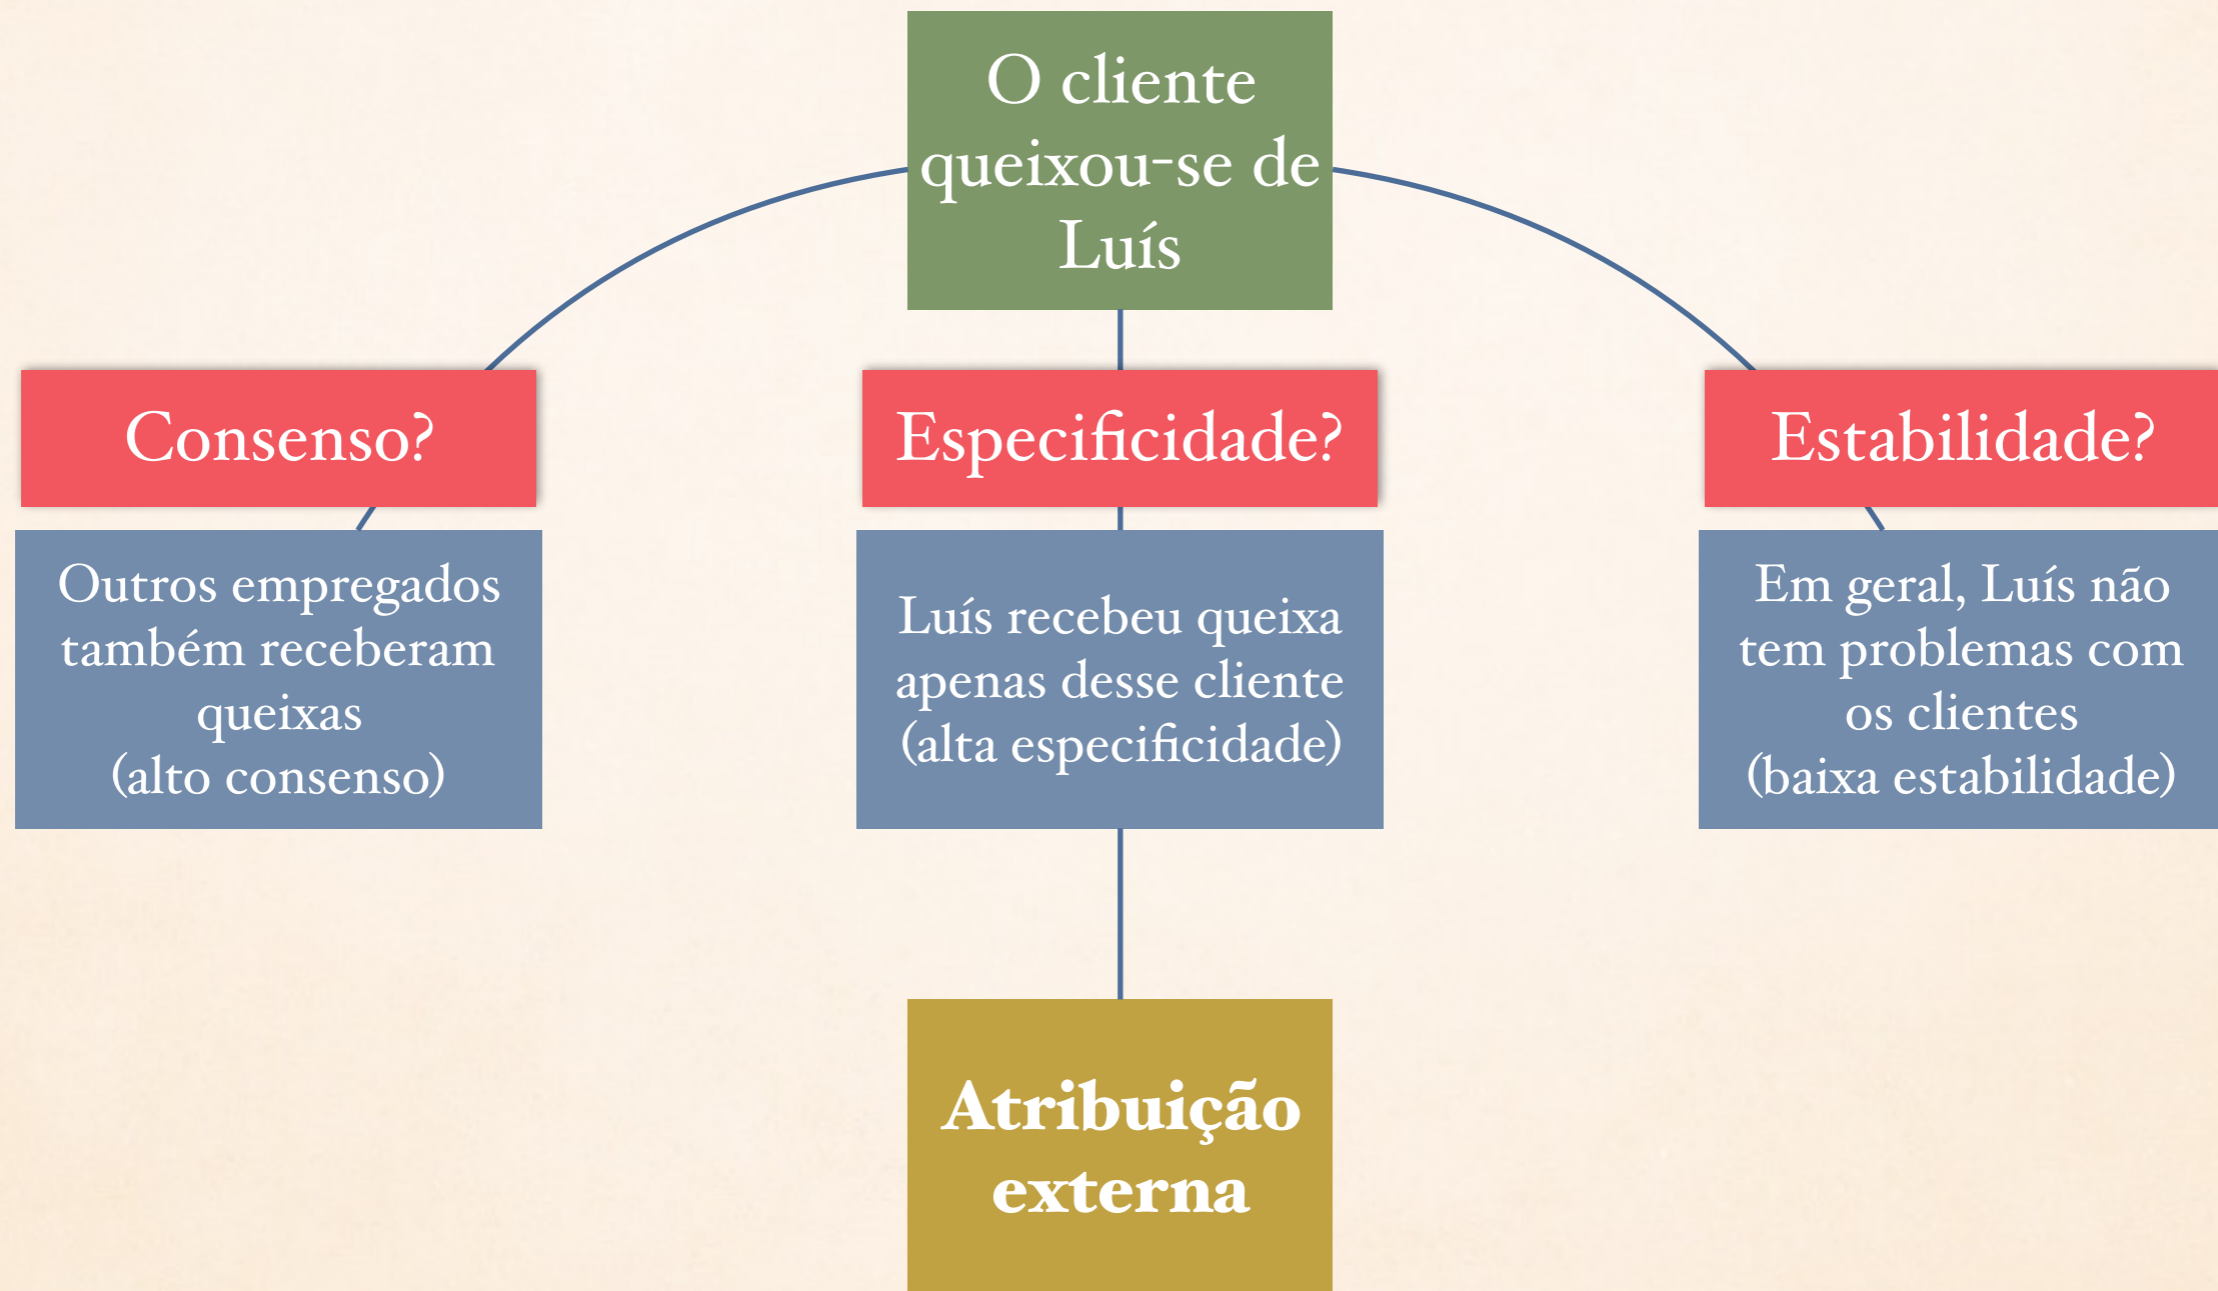 O cliente
queixou-se de
Luís
Consenso?
Especificidade?
Estabilidade?
Outros empregados
também receberam
queixas
(alto consenso)
Luís recebeu queixa
apenas desse cliente
(alta especificidade)
Em geral, Luís não
tem problemas com
os clientes
(baixa estabilidade)
Atribuição
externa